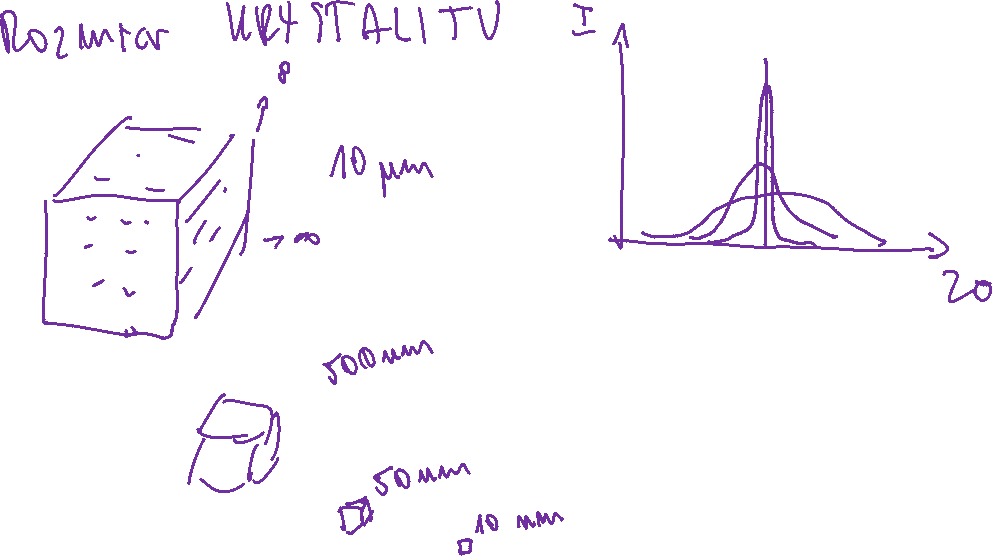 Rozmiar KRYSTALITU
I
∞
10 μm
→ ∞
2θ
500 nm
50 nm
10 nm